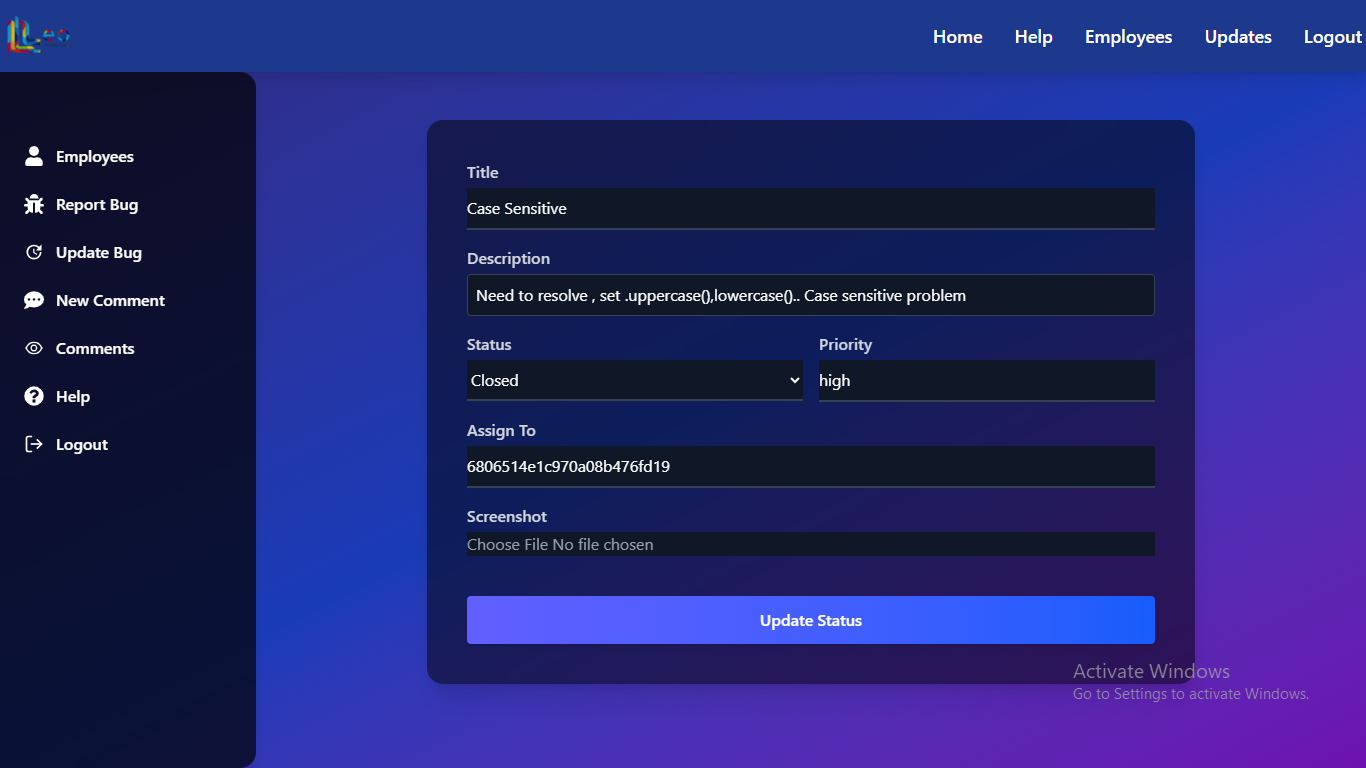 Home Help Employees Updates Logout
Employees
Report Bug
Update Bug
New Comment
Comments
Help
Logout
Title
Case Sensitive
Description
Need to resolve , set .uppercase(),lowercase().. Case sensitive problem
Status Priority
Closed high
Assign To
6806514e1c970a08b476fd19
Screenshot
Choose File No file chosen
Update Status
Activate Windows
Go to Settings to activate Windows.